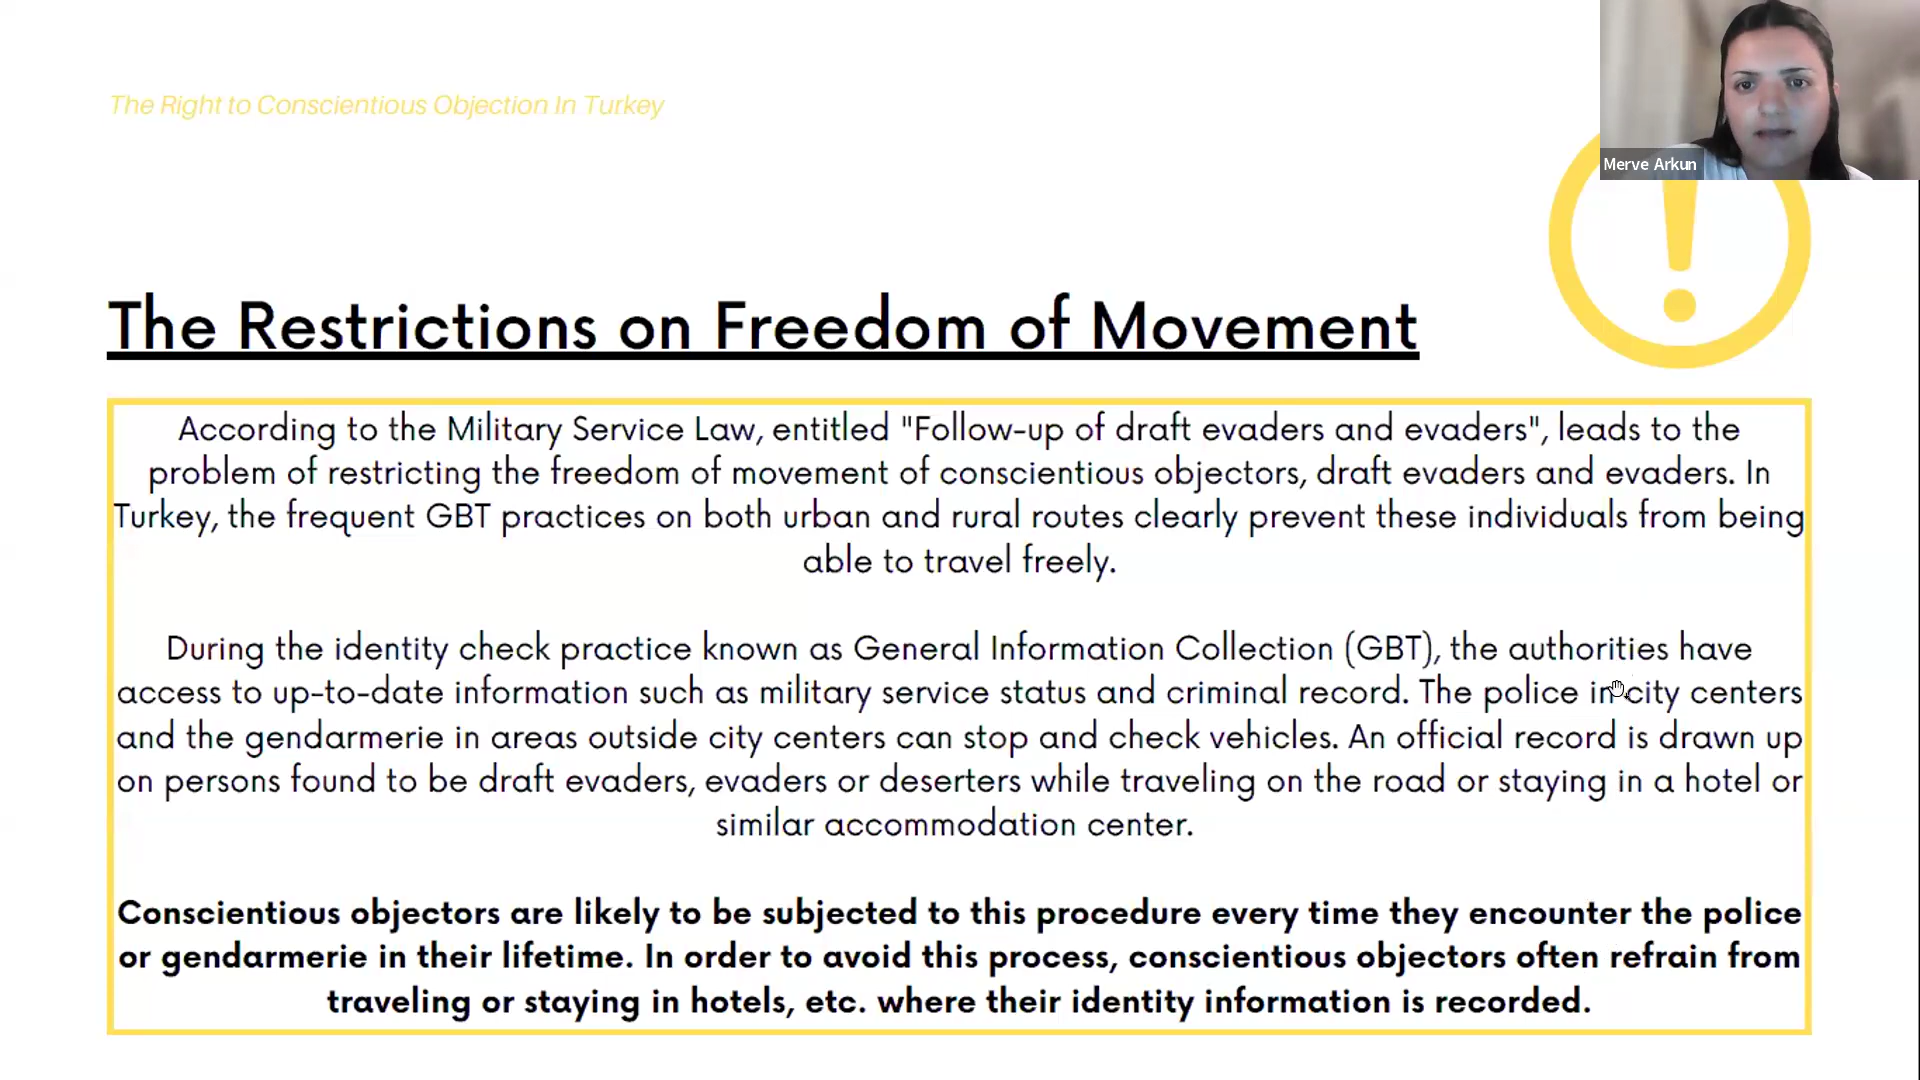 The Right to Conscientious Objection In Turkey
Merve Arkun
The Restrictions on Freedom of Movement
According to the Military Service Law, entitled "Follow-up of draft evaders and evaders", leads to the
problem of restricting the freedom of movement of conscientious objectors, draft evaders and evaders. In
Turkey, the frequent GBT practices on both urban and rural routes clearly prevent these individuals from being
able to travel freely.
During the identity check practice known as General Information Collection (GBT), the authorities have
access to up-to-date information such as military service status and criminal record. The police in city centers
and the gendarmerie in areas outside city centers can stop and check vehicles. An official record is drawn up
on persons found to be draft evaders, evaders or deserters while traveling on the road or staying in a hotel or
similar accommodation center.
Conscientious objectors are likely to be subjected to this procedure every time they encounter the police
or gendarmerie in their lifetime. In order to avoid this process, conscientious objectors often refrain from
traveling or staying in hotels, etc. where their identity information is recorded.